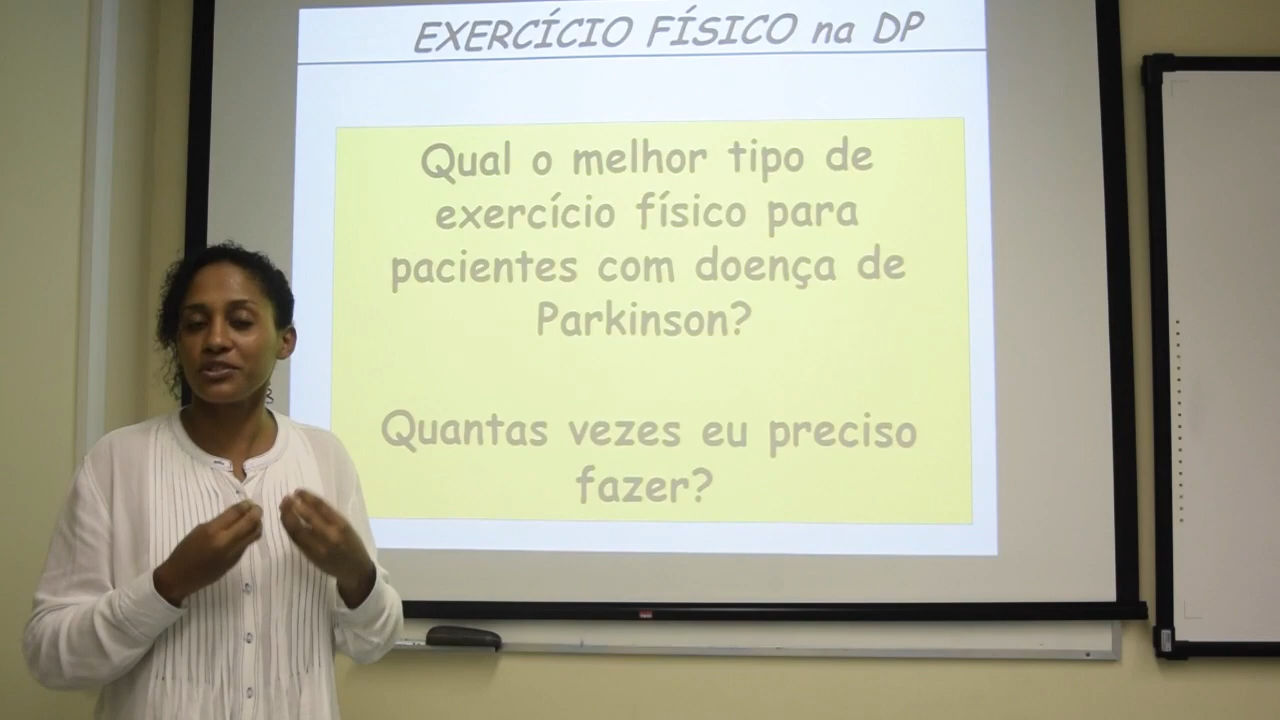 EXERCÍCIO FÍSICO na DP
Qual o melhor tipo de
exercício físico para
pacientes com doença de
Parkinson?
Quantas vezes eu preciso
fazer?